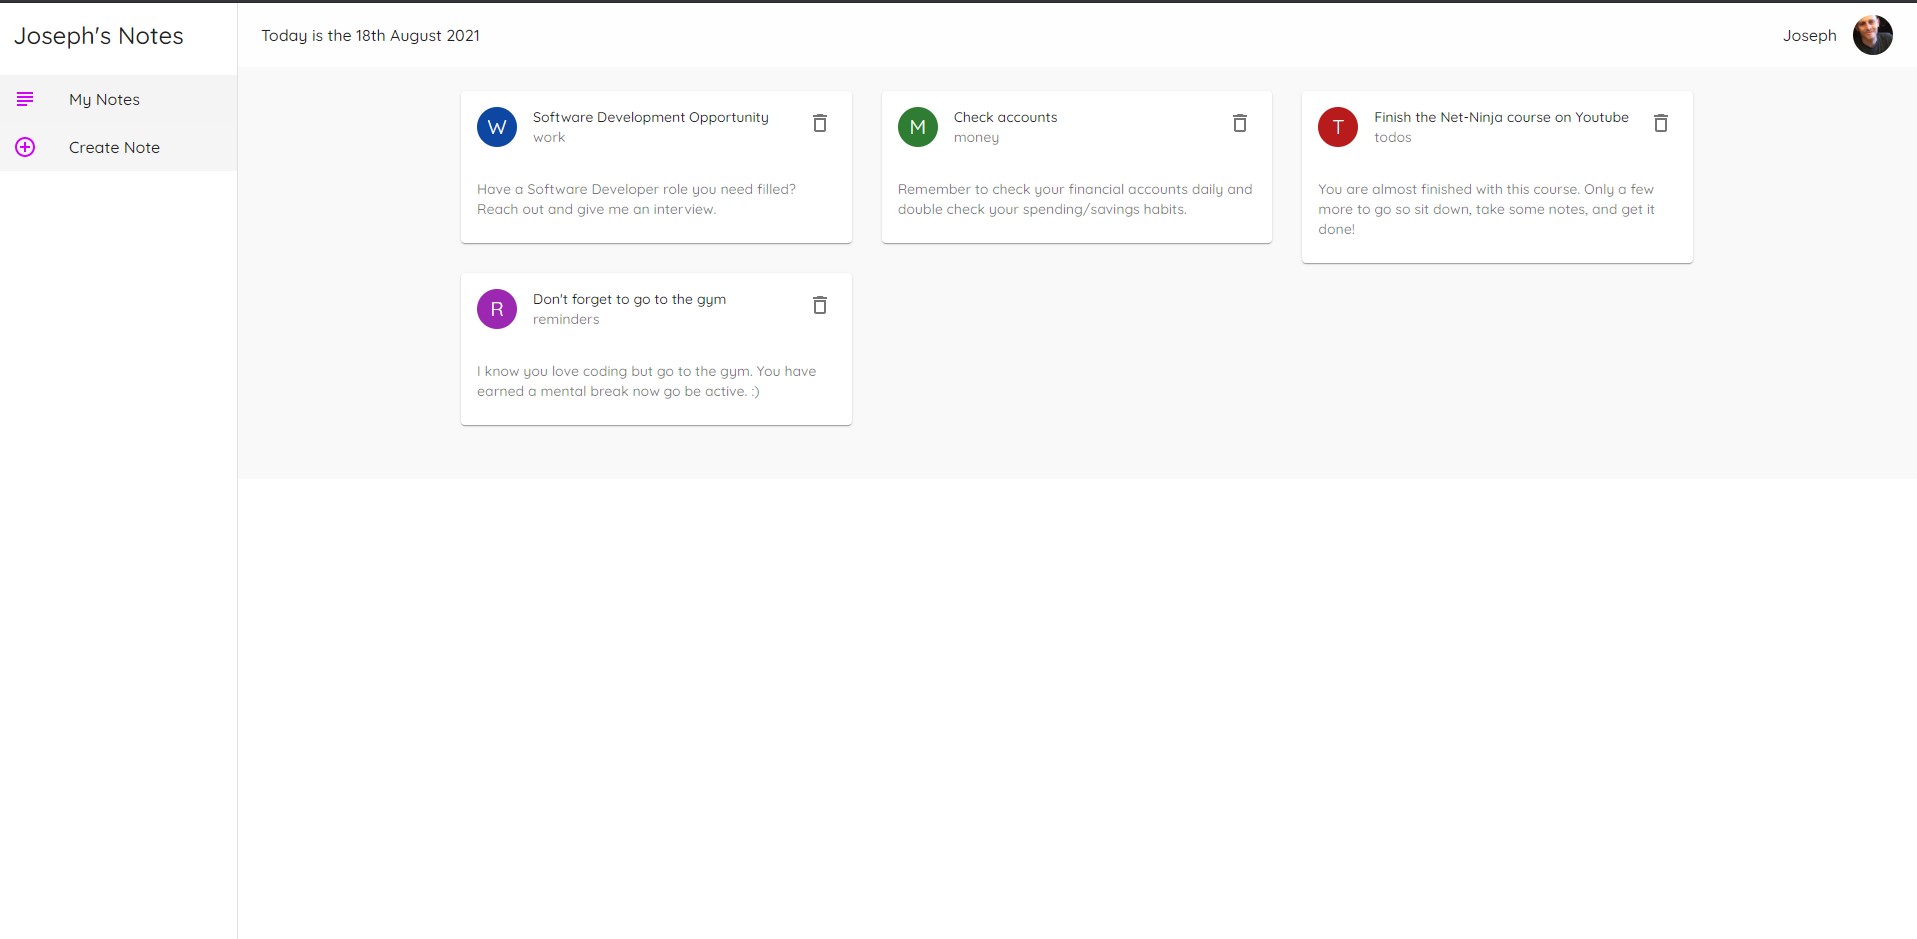 Joseph's Notes
My Notes
Create Note
Today is the 18th August 2021
Joseph
W
Software Development Opportunity
work
Have a Software Developer role you need filled?
Reach out and give me an interview.
M
Check accounts
money
Remember to check your financial accounts daily and
double check your spending/savings habits.
T
Finish the Net-Ninja course on Youtube
todos
You are almost finished with this course. Only a few
more to go so sit down, take some notes, and get it
done!
R
Don't forget to go to the gym
reminders
I know you love coding but go to the gym. You have
earned a mental break now go be active. :)